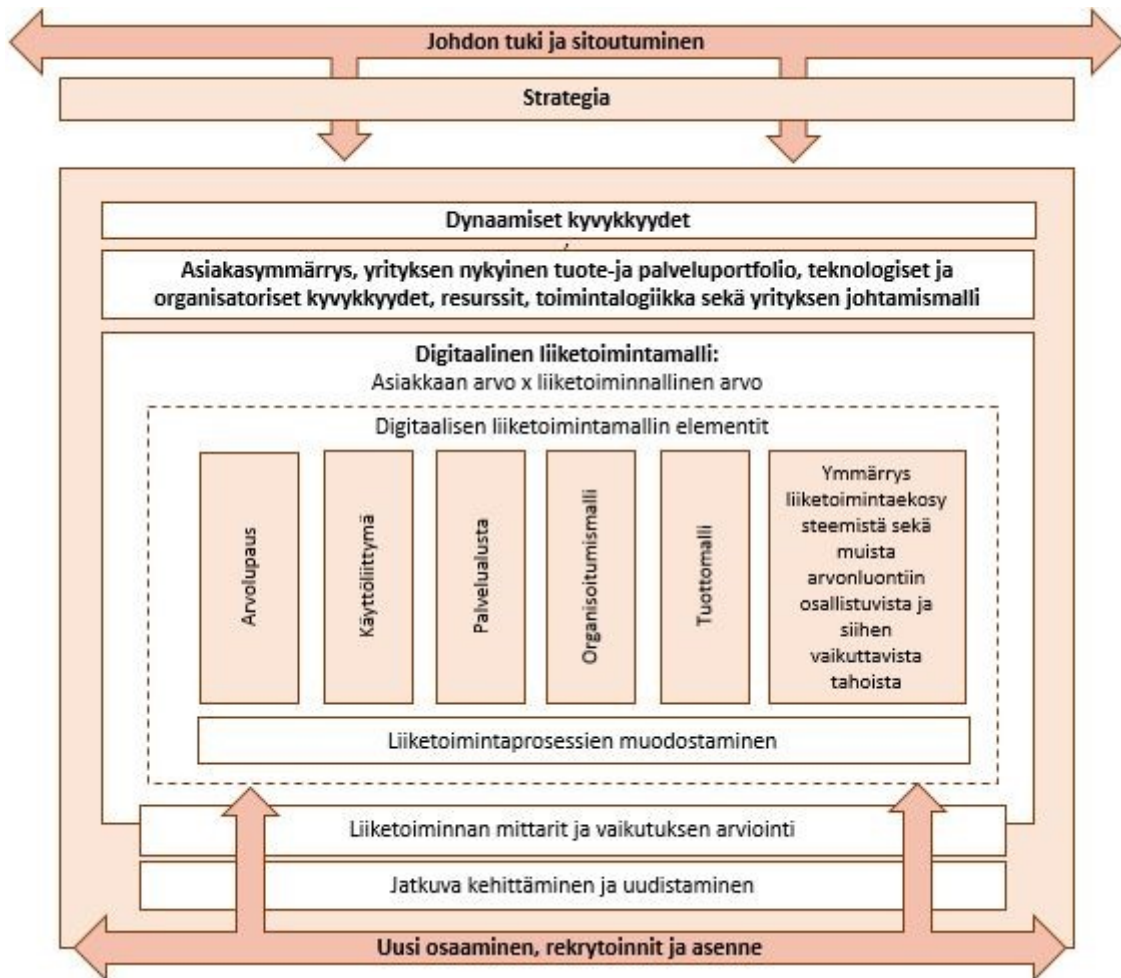 Johdon tuki ja sitoutuminen
Strategia
Dynaamiset kyvykkyydet
,
Asiakasymmärrys, yrityksen nykyinen tuote-ja palveluportfolio, teknologiset ja
organisatoriset kyvykkyydet, resurssit, toimintalogiikka sekä yrityksen johtamismalli
Digitaalinen liiketoimintamalli:
Asiakkaan arvo x liiketoiminnallinen arvo
Digitaalisen liiketoimintamallin elementit
Arvolupaus
Käyttöliittymä
Palvelualusta
Organisoitumismalli
Tuottomalli
Ymmärrys
liiketoimintaekosy
steemistä sekä
muista
arvonluontiin
osallistuvista ja
siihen
vaikuttavista
tahoista
Liiketoimintaprosessien muodostaminen
Liiketoiminnan mittarit ja vaikutuksen arviointi
Jatkuva kehittäminen ja uudistaminen
Uusi osaaminen, rekrytoinnit ja asenne